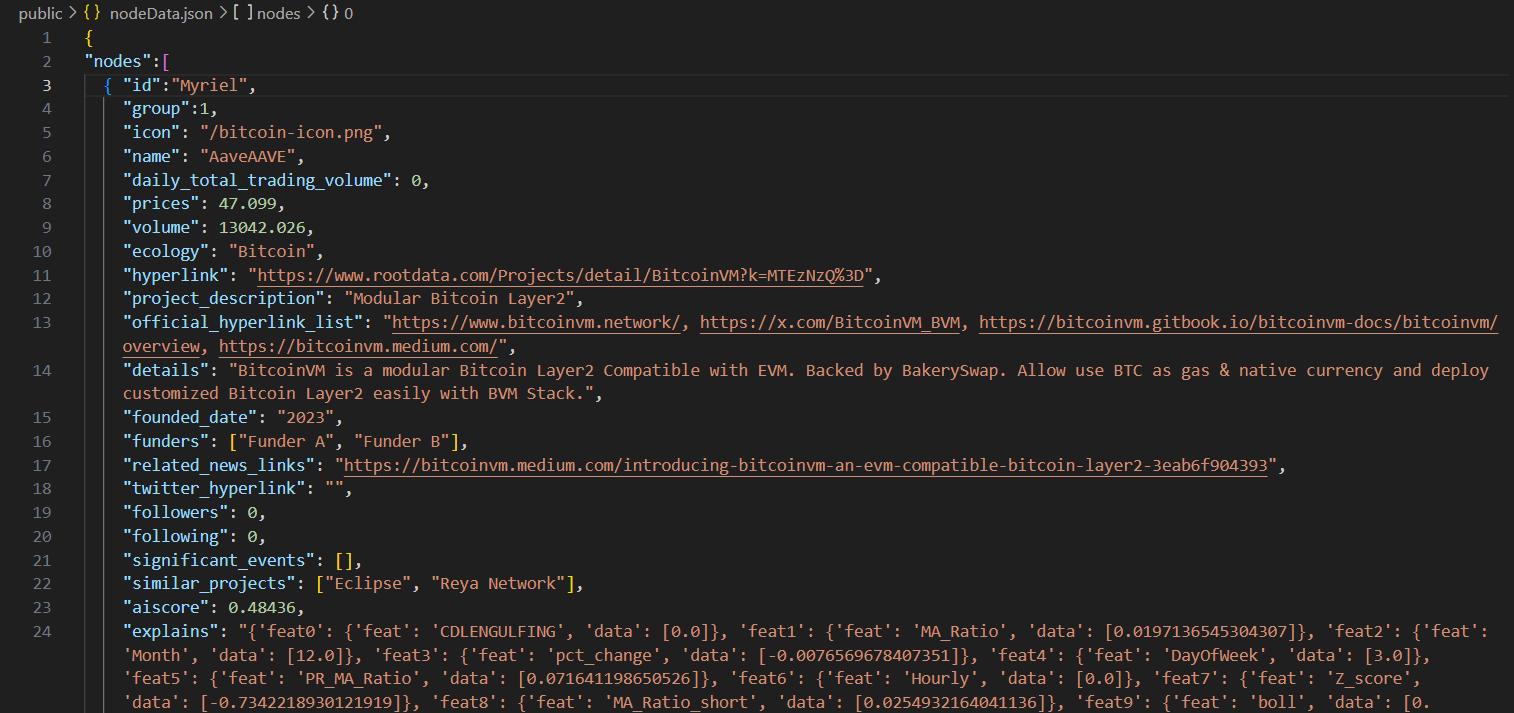 public > {} nodeData.json > [ ] nodes > {} 0
1 {
2 "nodes":[
3 { "id":"Myriel",
4 "group":1,
5 "icon": "/bitcoin-icon.png",
6 "name": "AaveAAVE",
7 "daily_total_trading_volume": 0,
8 "prices": 47.099,
9 "volume": 13042.026,
10 "ecology": "Bitcoin",
11 "hyperlink": "https://www.rootdata.com/Projects/detail/BitcoinVM?k=MTEzNzQ%3D",
12 "project_description": "Modular Bitcoin Layer2",
13 "official_hyperlink_list": "https://www.bitcoinvm.network/, https://x.com/BitcoinVM_BVM, https://bitcoinvm.gitbook.io/bitcoinvm-docs/bitcoinvm/
overview, https://bitcoinvm.medium.com/",
14 "details": "BitcoinVM is a modular Bitcoin Layer2 Compatible with EVM. Backed by BakerySwap. Allow use BTC as gas & native currency and deploy
customized Bitcoin Layer2 easily with BVM Stack.",
15 "founded_date": "2023",
16 "funders": ["Funder A", "Funder B"],
17 "related_news_links": "https://bitcoinvm.medium.com/introducing-bitcoinvm-an-evm-compatible-bitcoin-layer2-3eab6f904393",
18 "twitter_hyperlink": "",
19 "followers": 0,
20 "following": 0,
21 "significant_events": [],
22 "similar_projects": ["Eclipse", "Reya Network"],
23 "aiscore": 0.48436,
24 "explains": "{'feat0': {'feat': 'CDLENGULFING', 'data': [0.0]}, 'feat1': {'feat': 'MA_Ratio', 'data': [0.0197136545304307]}, 'feat2': {'feat':
'Month', 'data': [12.0]}, 'feat3': {'feat': 'pct_change', 'data': [-0.0076569678407351]}, 'feat4': {'feat': 'DayOfWeek', 'data': [3.0]},
'feat5': {'feat': 'PR_MA_Ratio', 'data': [0.071641198650526]}, 'feat6': {'feat': 'Hourly', 'data': [0.0]}, 'feat7': {'feat': 'Z_score',
'data': [-0.7342218930121919]}, 'feat8': {'feat': 'MA_Ratio_short', 'data': [0.0254932164041136]}, 'feat9': {'feat': 'boll', 'data': [0.